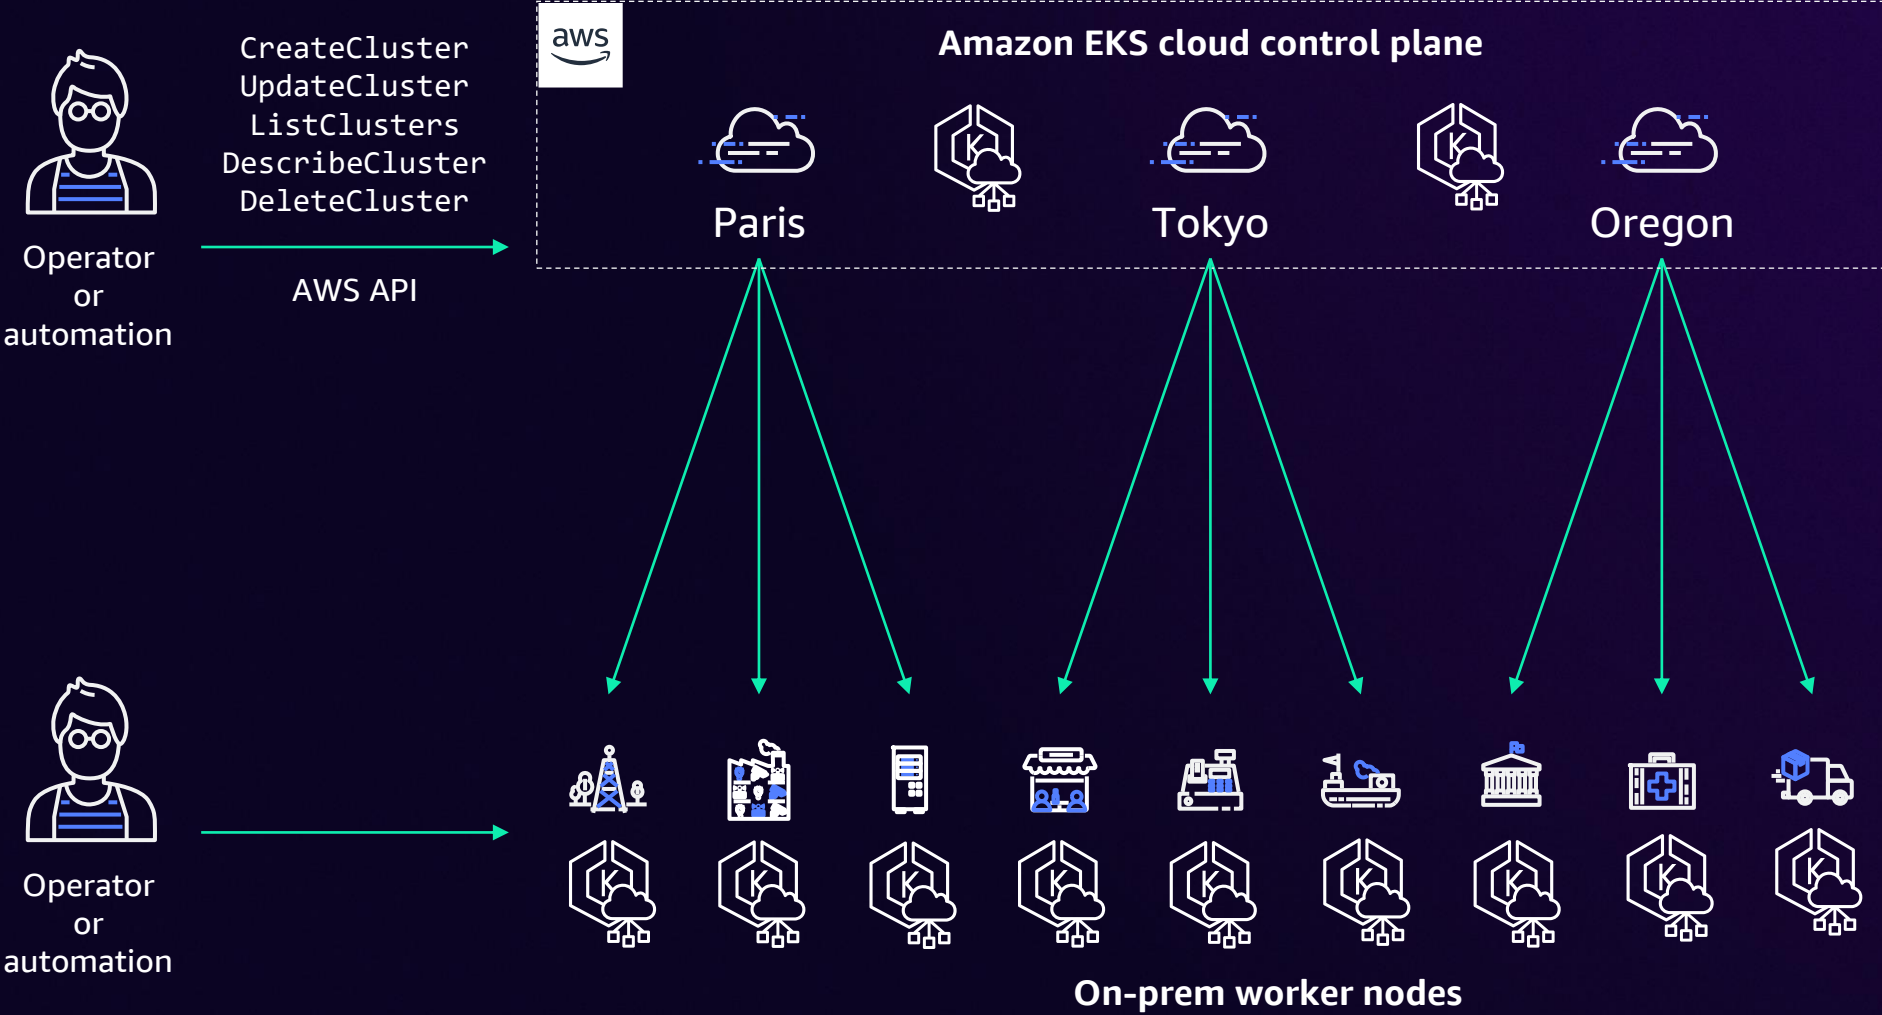 CreateCluster
UpdateCluster
ListClusters
DescribeCluster
DeleteCluster
Operator
or
automation
AWS API
aws
Amazon EKS cloud control plane
K
K
Paris
Tokyo
Oregon
Operator
or
automation
K
K
K
K
K
K
K
K
K
On-prem worker nodes